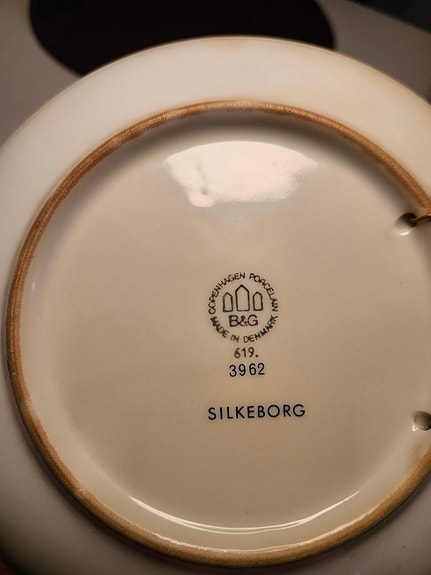 COPENHAGEN PORCELAIN
B&G
MADE IN DENMARK
619.
3962
SILKEBORG